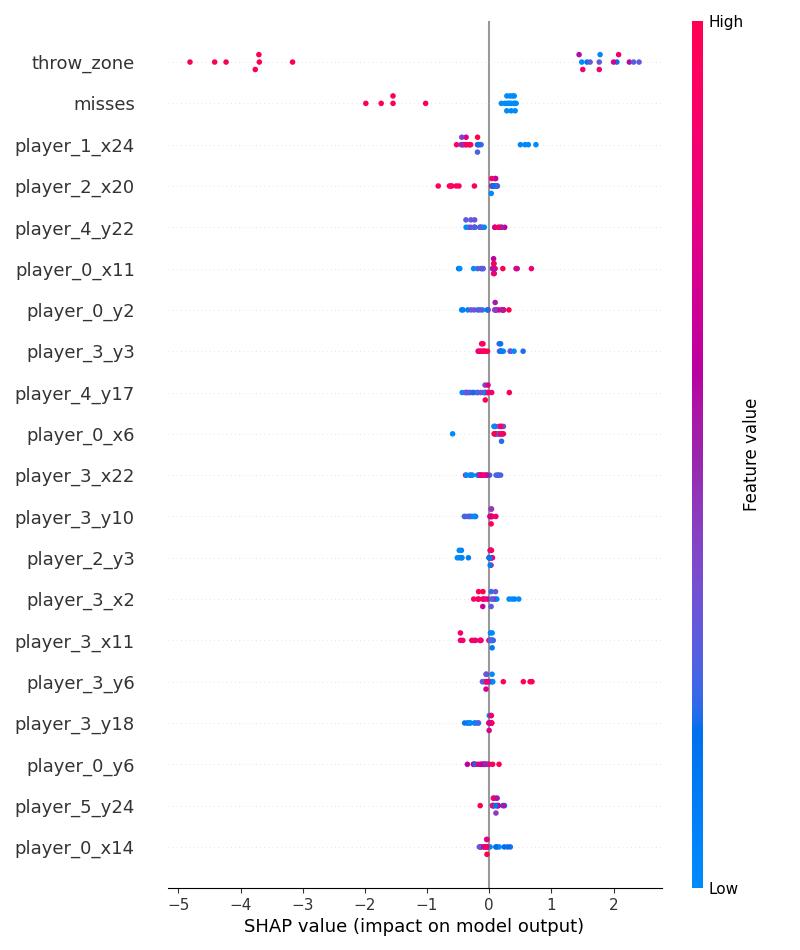 High
throw_zone
misses
player_1_x24
player_2_x20
player_4_y22
player_0_x11
player_0_y2
player_3_y3
player_4_y17
player_0_x6
player_3_x22
player_3_y10
player_2_y3
player_3_x2
player_3_x11
player_3_y6
player_3_y18
player_0_y6
player_5_y24
player_0_x14
Feature value
Low
−5 −4 −3 −2 −1 0 1 2
SHAP value (impact on model output)